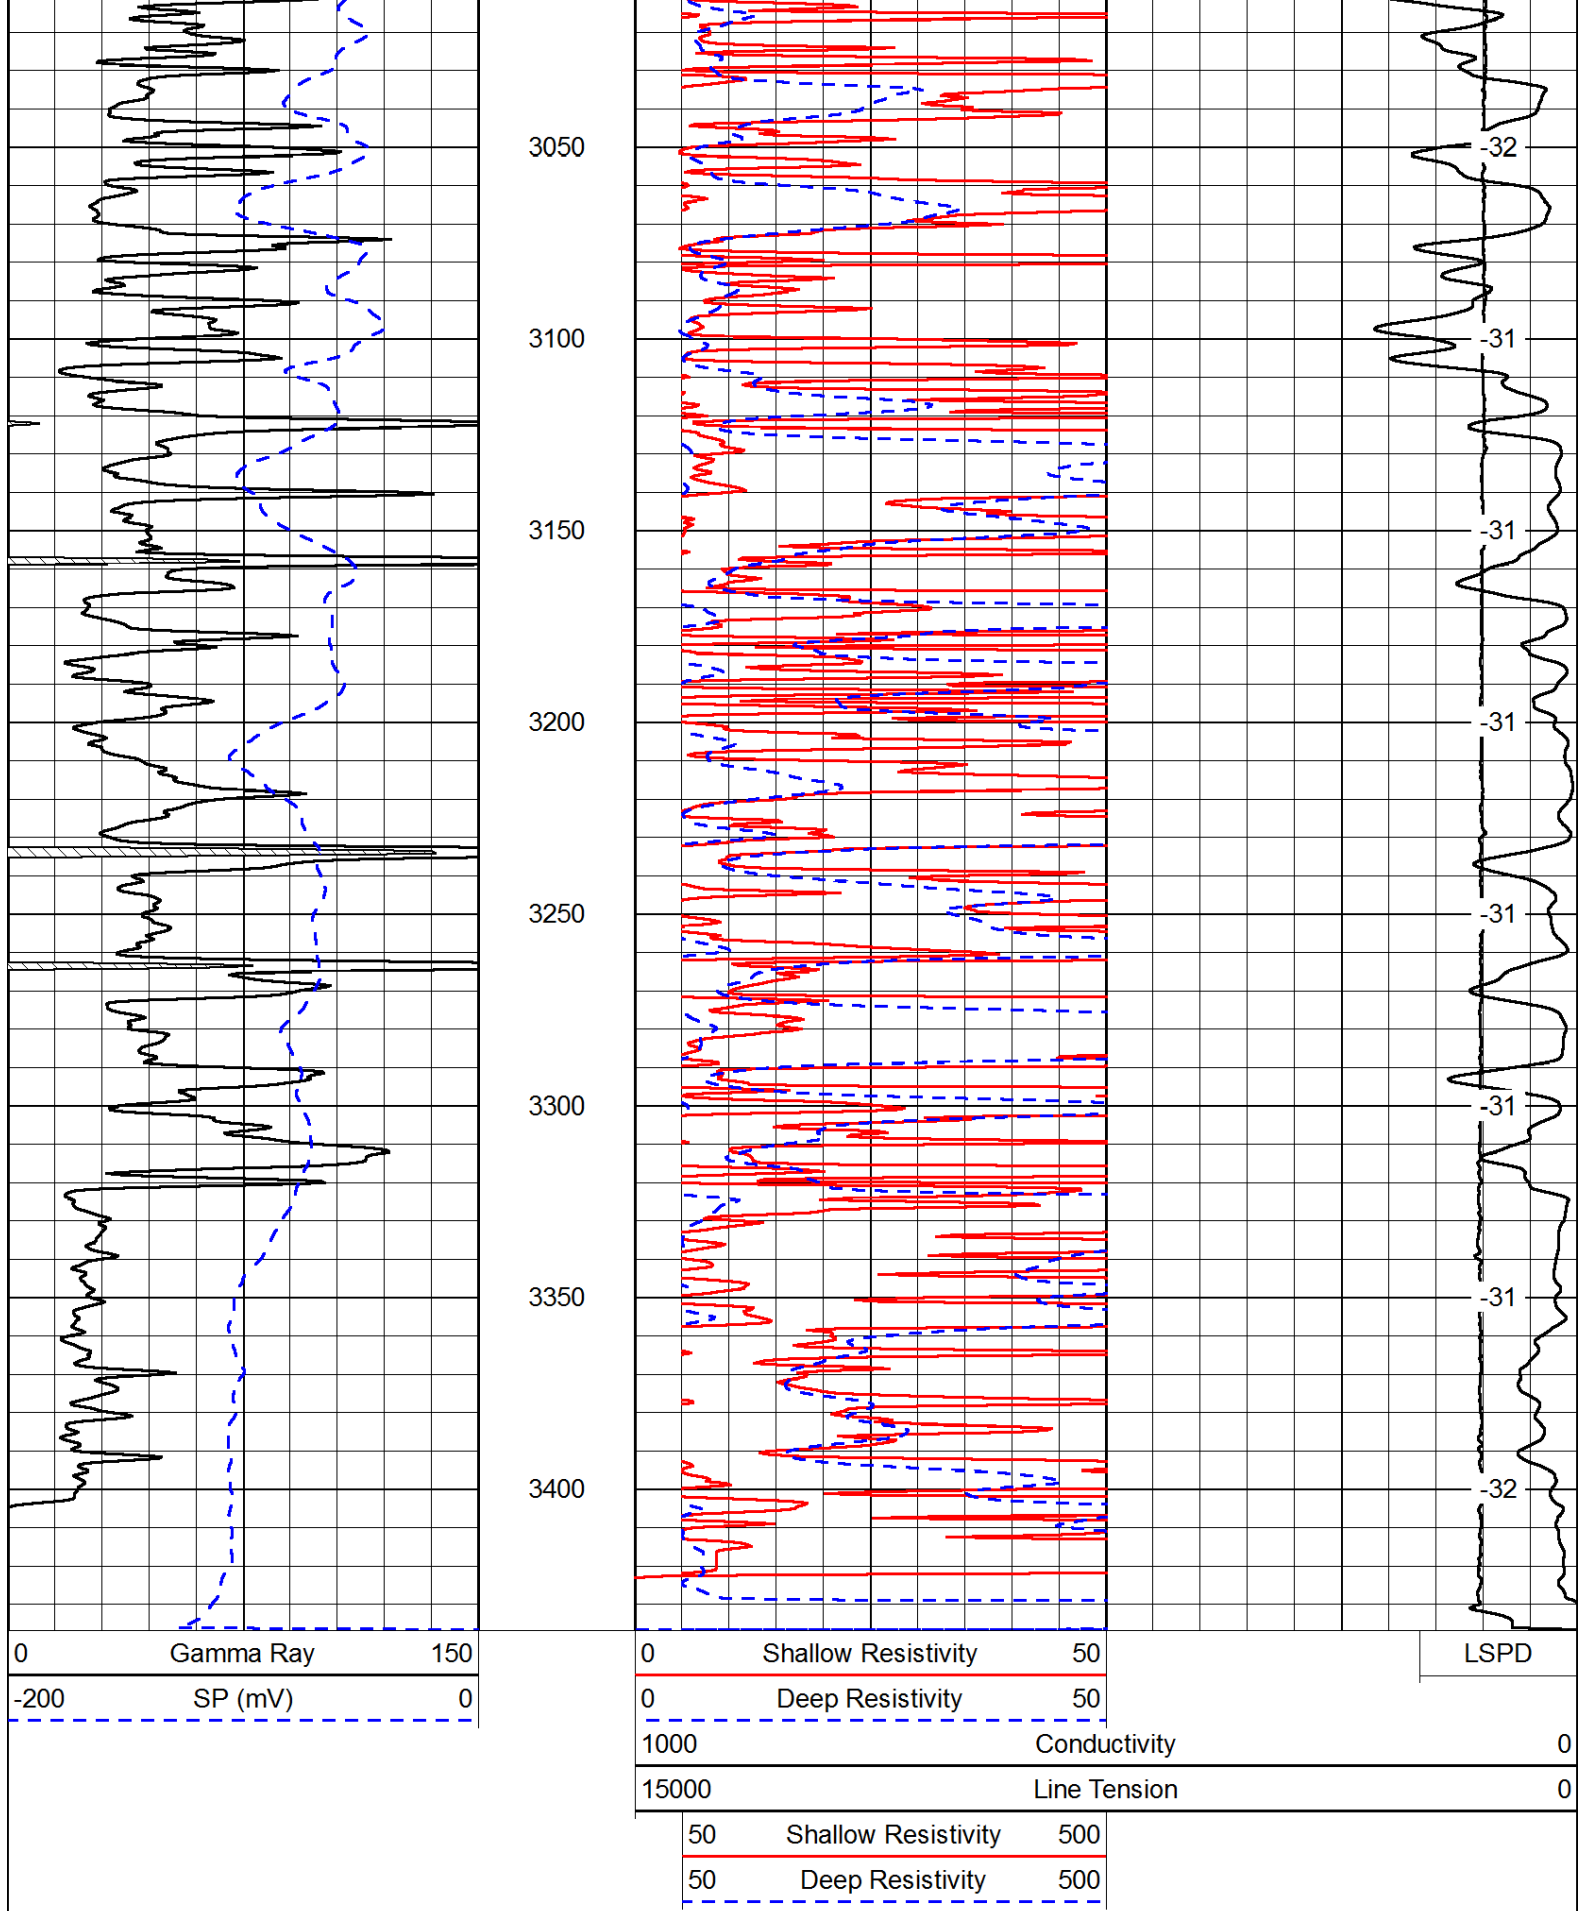 3050 -32
3100 -31
3150 -31
3200 -31
3250 -31
3300 -31
3350 -31
3400 -32
0 Gamma Ray 150
-200 SP (mV) 0
0 Shallow Resistivity 50
0 Deep Resistivity 50
1000 Conductivity 0
15000 Line Tension 0
50 Shallow Resistivity 500
50 Deep Resistivity 500
LSPD